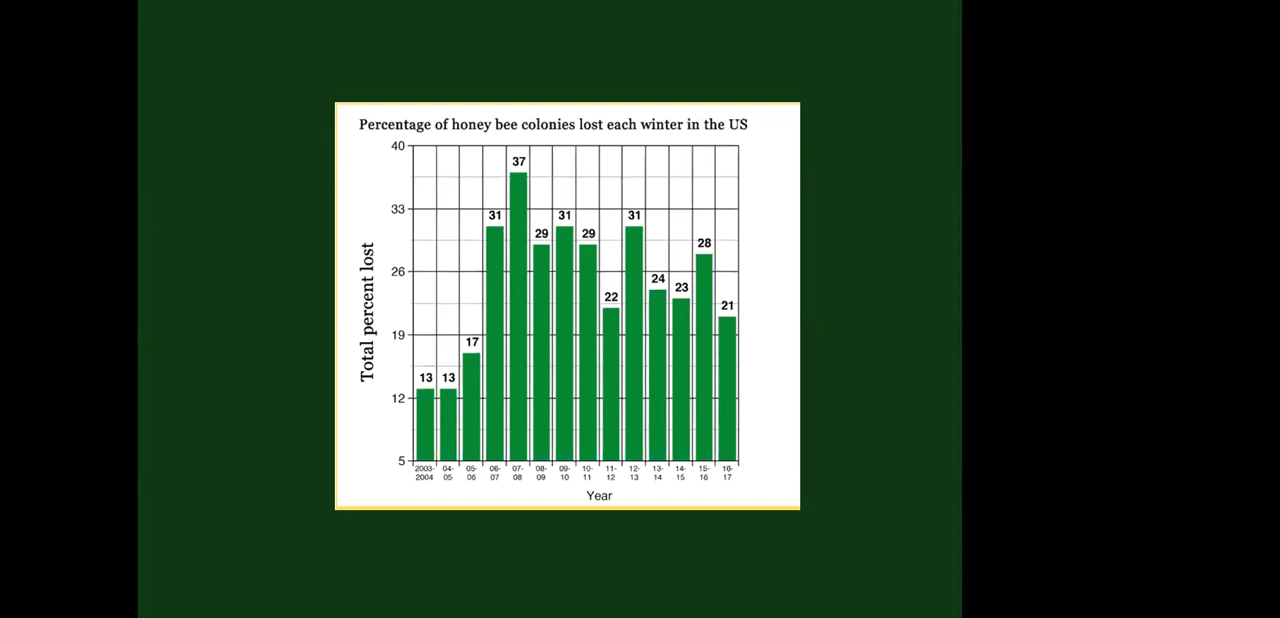 Percentage of honey bee colonies lost each winter in the US
40
33
26
19
12
5
Total percent lost
13 13 17 31 37 29 31 29 22 31 24 23 28 21
2003- 04- 05- 06- 07- 08- 09- 10- 11- 12- 13- 14- 15- 16-
2004 05 06 07 08 09 10 11 12 13 14 15 16 17
Year